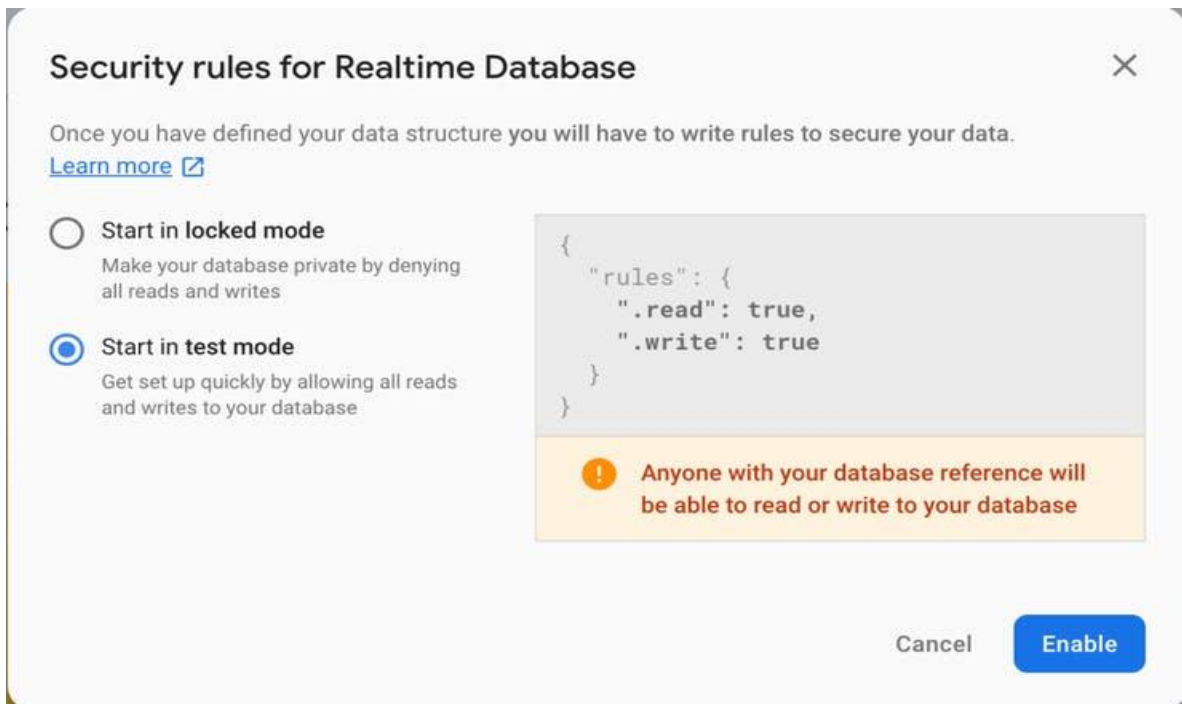 Security rules for Realtime Database
Once you have defined your data structure you will have to write rules to secure your data.
Learn more
Start in locked mode
Make your database private by denying
all reads and writes
Start in test mode
Get set up quickly by allowing all reads
and writes to your database
{
"rules": {
".read": true,
".write": true
}
}
Anyone with your database reference will
be able to read or write to your database
Cancel
Enable